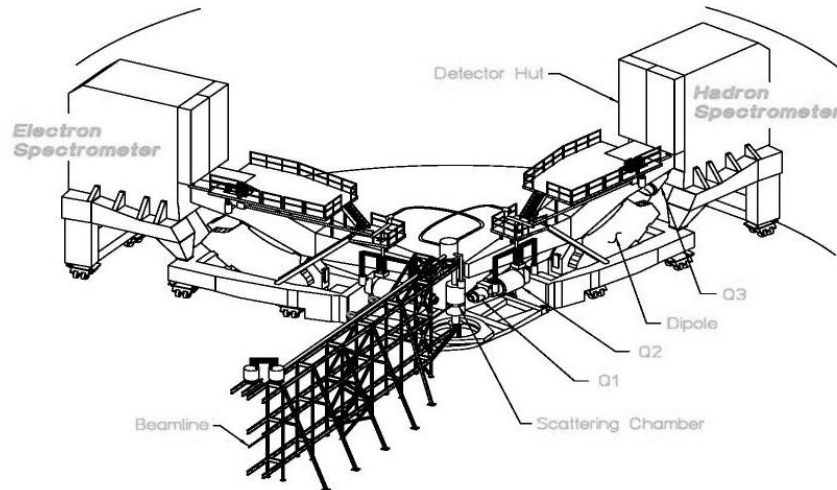 Detector Hut
Hadron
Spectrometer
Electron
Spectrometer
Q3
Dipole
Q2
Q1
Beamline
Scattering Chamber